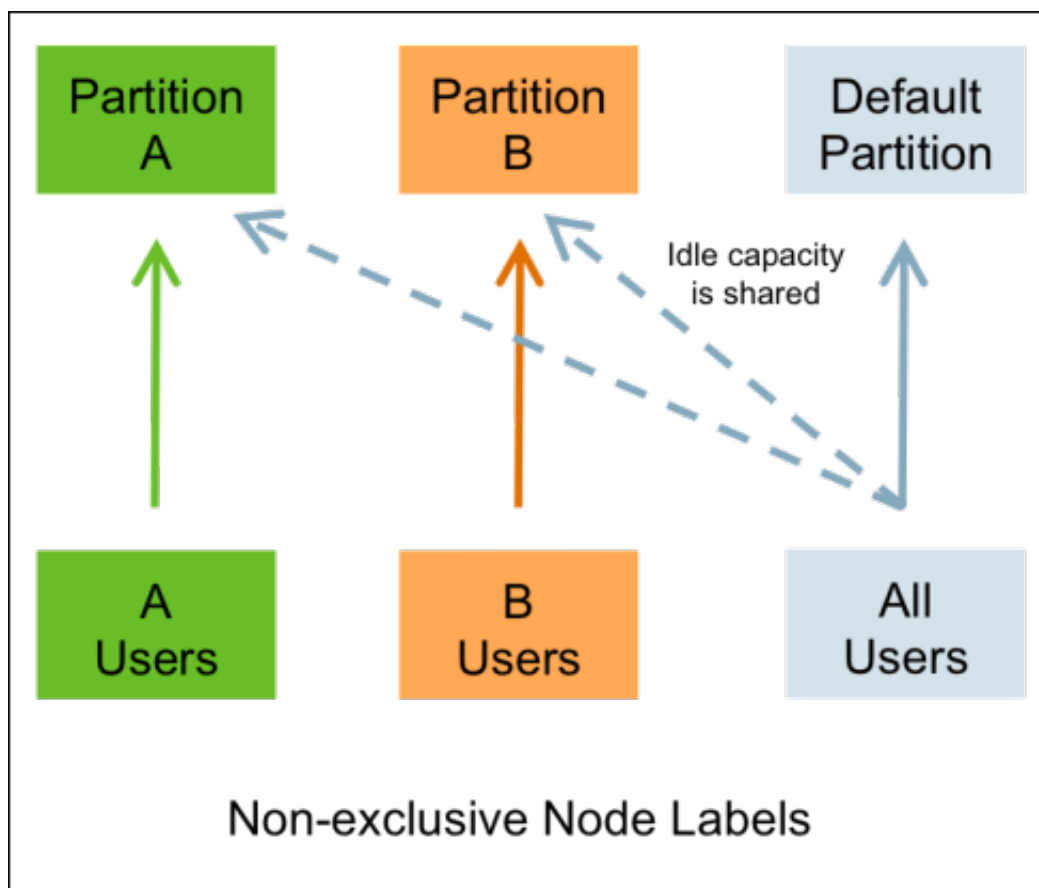 Partition
A
Partition
B
Default
Partition
Idle capacity
is shared
A
Users
B
Users
All
Users
Non-exclusive Node Labels